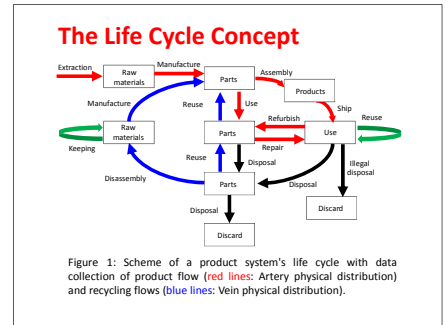 The Life Cycle Concept
Extraction
Raw
materials
Manufacture
Parts
Assembly
Products
Ship
Manufacture
Reuse
Use
Refurbish
Reuse
Raw
materials
Parts
Use
Keeping
Repair
Reuse
Disposal
Illegal
disposal
Disassembly
Parts
Disposal
Disposal
Discard
Discard
Figure 1: Scheme of a product system's life cycle with data
collection of product flow (red lines: Artery physical distribution)
and recycling flows (blue lines: Vein physical distribution).